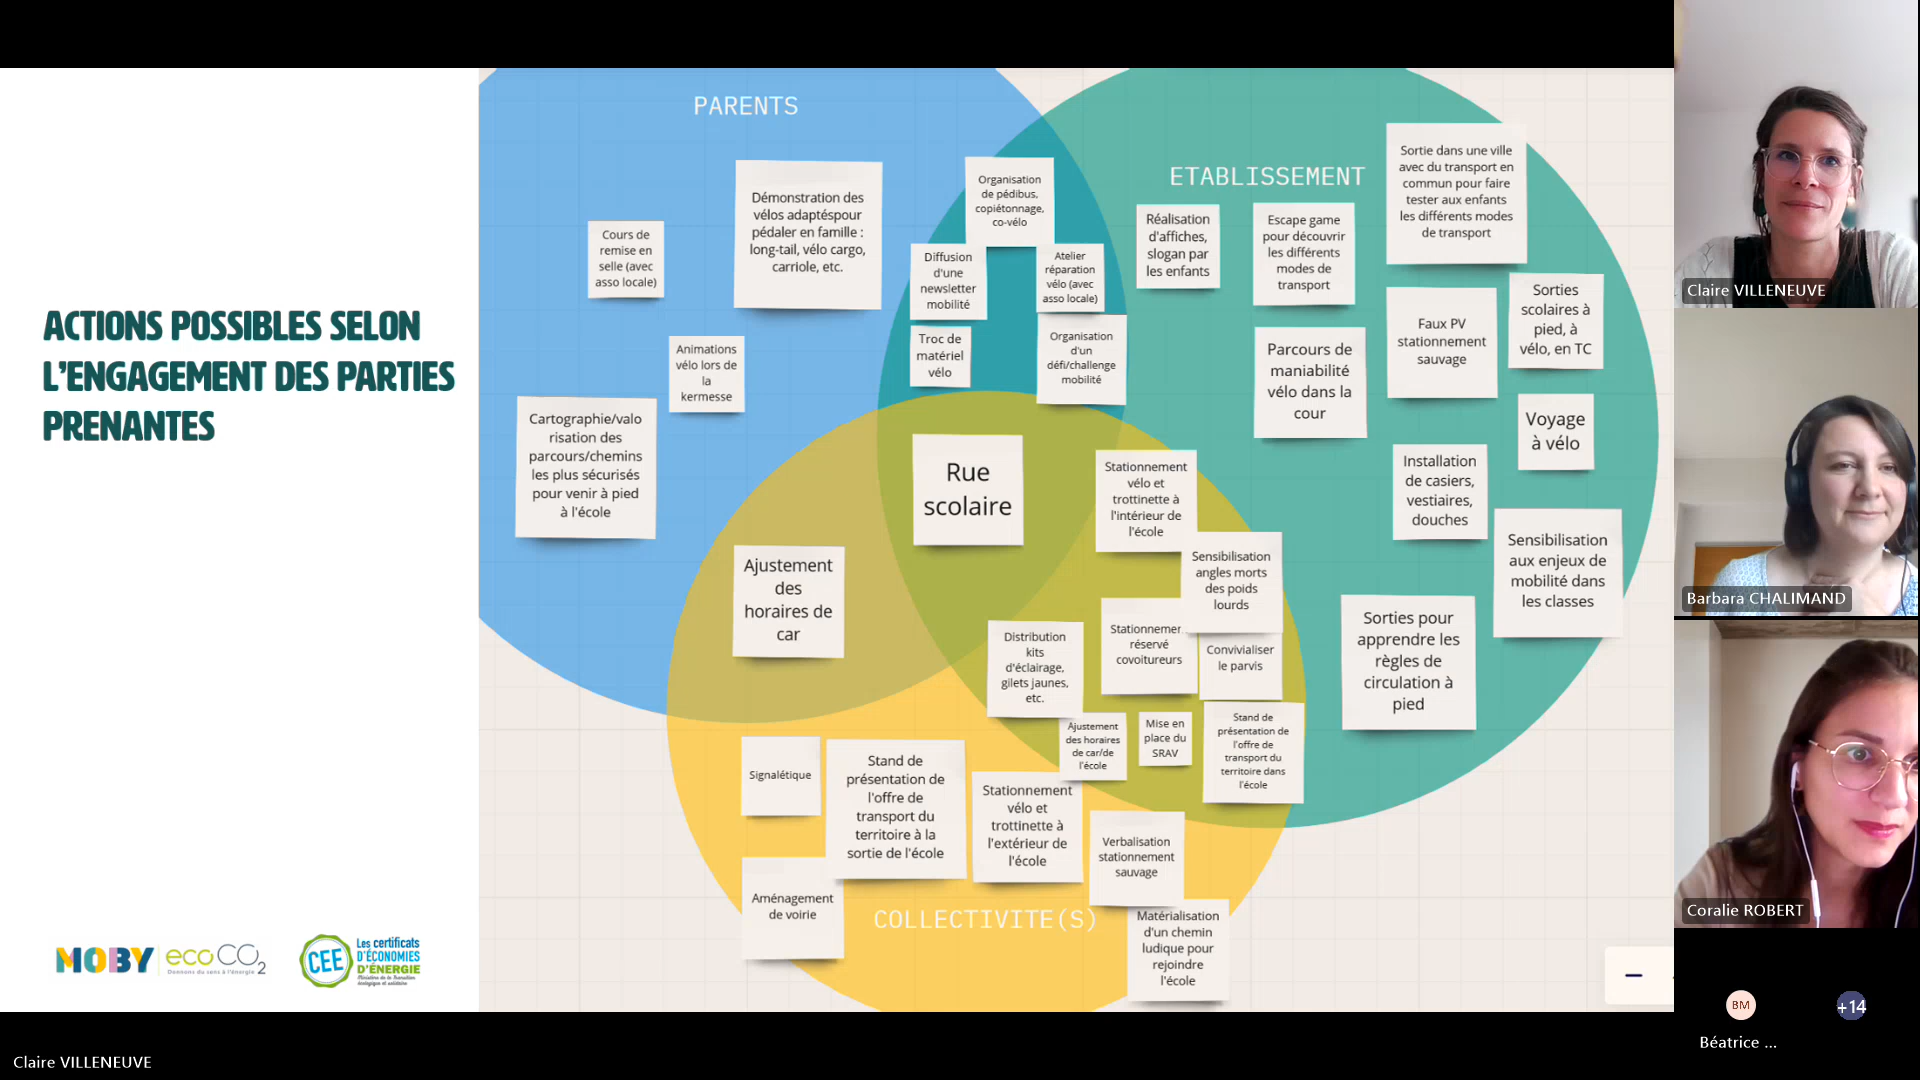 ACTIONS POSSIBLES SELON
L'ENGAGEMENT DES PARTIES
PRENANTES
MOBY
ecoCO2
Donnons du sens à l'énergie
CEE
Les certificats
D'ÉCONOMIES
D'ÉNERGIE
Ministère de la Transition
écologique et solidaire
PARENTS
Cours de
remise en
selle (avec
asso locale)
Démonstration des
vélos adaptéspour
pédaler en famille :
long-tail, vélo cargo,
carriole, etc.
Animations
vélo lors de
la
kermesse
Cartographie/valo
risation des
parcours/chemins
les plus sécurisés
pour venir à pied
à l'école
Organisation
de pédibus,
copiétonnage,
co-vélo
Diffusion
d'une
newsletter
mobilité
Atelier
réparation
vélo (avec
asso locale)
Troc de
matériel
vélo
Organisation
d'un
défi/challenge
mobilité
ETABLISSEMENT
Réalisation
d'affiches,
slogan par
les enfants
Escape game
pour découvrir
les différents
modes de
transport
Sortie dans une ville
avec du transport en
commun pour faire
tester aux enfants
les différents modes
de transport
Parcours de
maniabilité
vélo dans la
cour
Faux PV
stationnement
sauvage
Sorties
scolaires à
pied, à
vélo, en TC
Voyage
à vélo
Installation
de casiers,
vestiaires,
douches
Sensibilisation
aux enjeux de
mobilité dans
les classes
Sorties pour
apprendre les
règles de
circulation à
pied
Rue
scolaire
Ajustement
des
horaires de
car
Stationnement
vélo et
trottinette à
l'intérieur de
l'école
Sensibilisation
angles morts
des poids
lourds
Distribution
kits
d'éclairage,
gilets jaunes,
etc.
Stationnemer
réservé
covoitureurs
Convivialiser
le parvis
Ajustement
des horaires
de car/de
l'école
Mise en
place du
SRAV
Stand de
présentation de
l'offre de
transport du
territoire dans
l'école
Signalétique
Stand de
présentation de
l'offre de
transport du
territoire à la
sortie de l'école
Stationnement
vélo et
trottinette à
l'extérieur de
l'école
Verbalisation
stationnement
sauvage
Aménagement
de voirie
COLLECTIVITE(S)
Matérialisation
d'un chemin
ludique pour
rejoindre
l'école
Claire VILLENEUVE
Barbara CHALIMAND
Coralie ROBERT
BM
+14
Béatrice ...
Claire VILLENEUVE